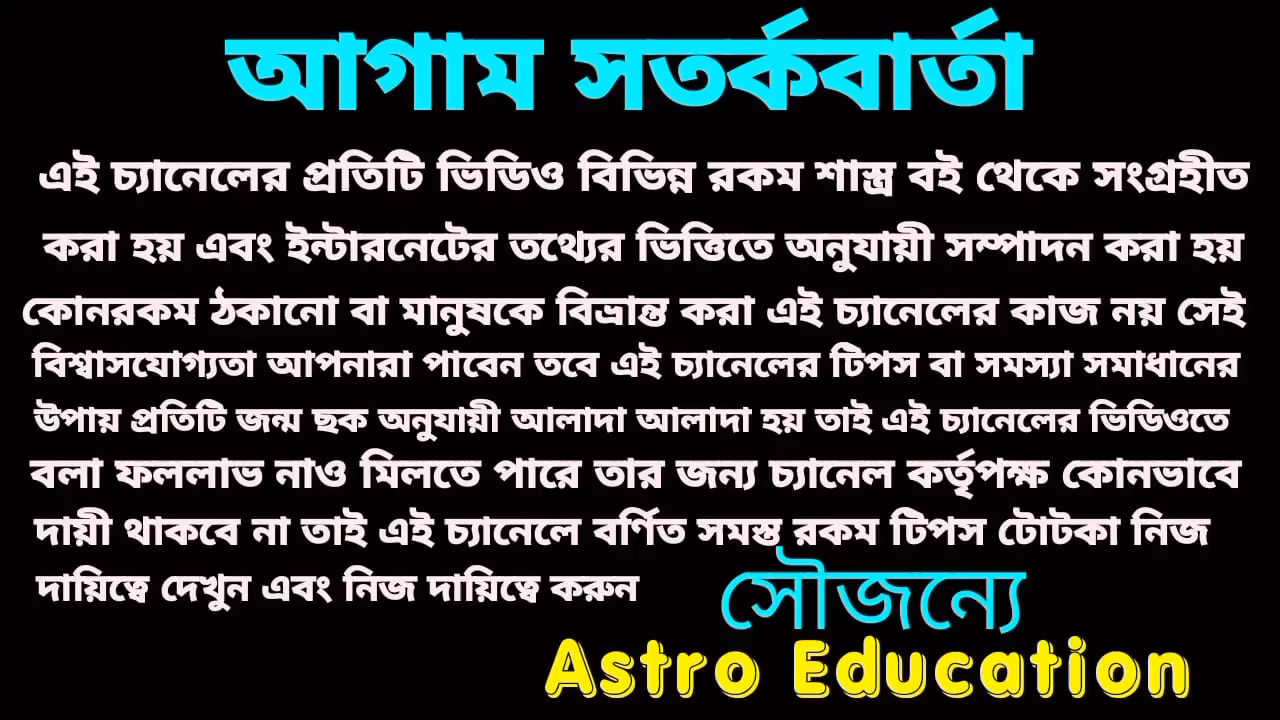 আগাম সতর্কবার্তা
এই চ্যানেলের প্রতিটি ভিডিও বিভিন্ন রকম শাস্ত্র বই থেকে সংগ্রহীত
করা হয় এবং ইন্টারনেটের তথ্যের ভিত্তিতে অনুযায়ী সম্পাদন করা হয়
কোনরকম ঠকানো বা মানুষকে বিভ্রান্ত করা এই চ্যানেলের কাজ নয় সেই
বিশ্বাসযোগ্যতা আপনারা পাবেন তবে এই চ্যানেলের টিপস বা সমস্যা সমাধানের
উপায় প্রতিটি জন্ম ছক অনুযায়ী আলাদা আলাদা হয় তাই এই চ্যানেলের ভিডিওতে
বলা ফললাভ নাও মিলতে পারে তার জন্য চ্যানেল কর্তৃপক্ষ কোনভাবে
দায়ী থাকবে না তাই এই চ্যানেলে বর্ণিত সমস্ত রকম টিপস টোটকা নিজ
দায়িত্বে দেখুন এবং নিজ দায়িত্বে করুন
সৌজন্যে
Astro Education